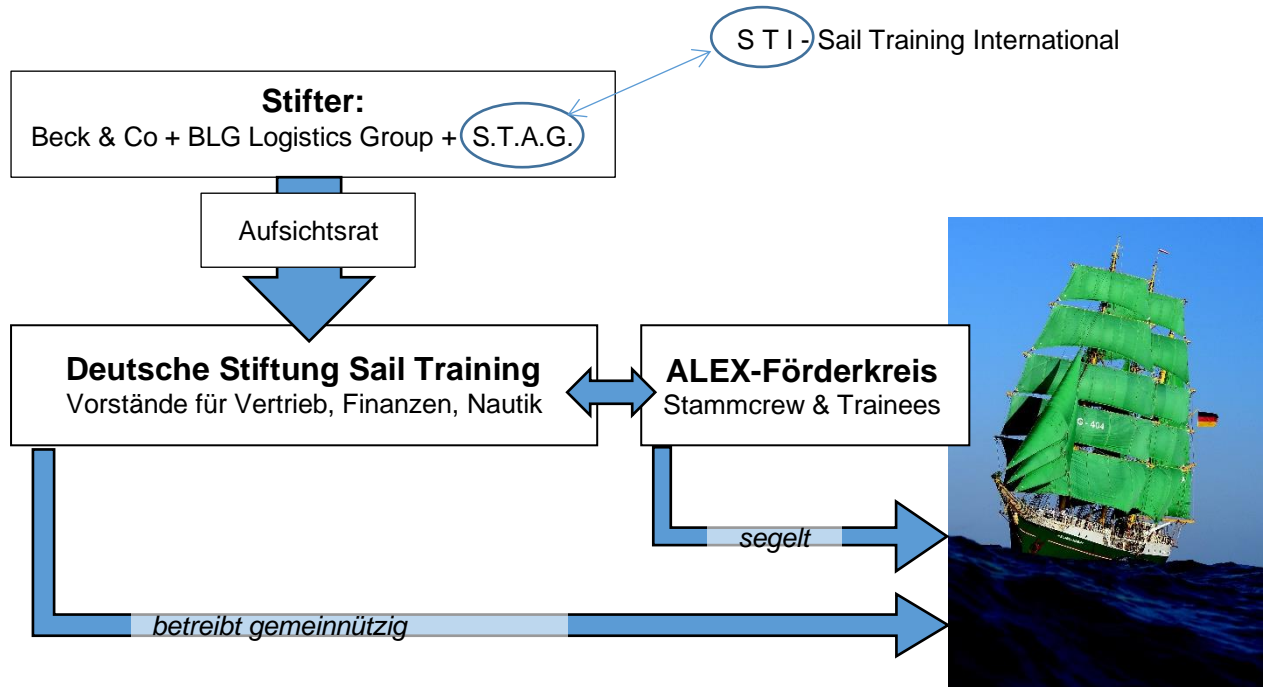 S T I - Sail Training International
Stifter:
Beck & Co + BLG Logistics Group + S.T.A.G.
Aufsichtsrat
Deutsche Stiftung Sail Training
Vorstände für Vertrieb, Finanzen, Nautik
ALEX-Förderkreis
Stammcrew & Trainees
G - 404
segelt
betreibt gemeinnützig